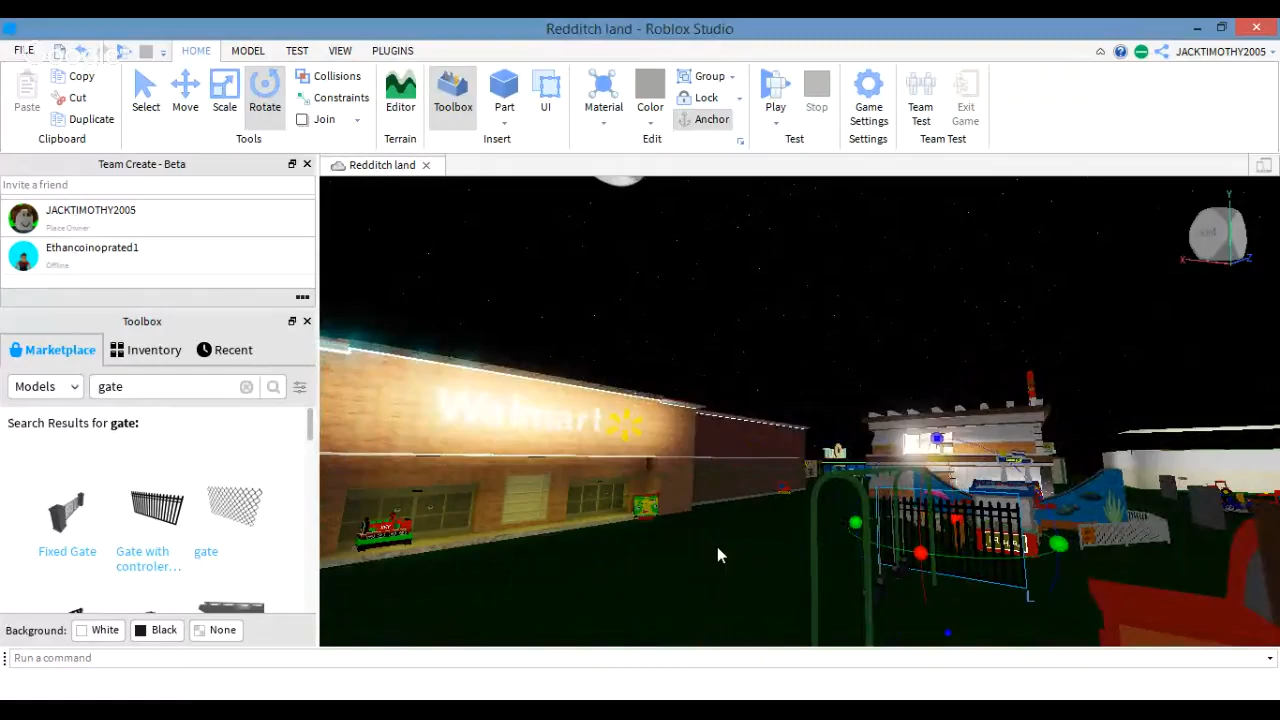 Redditch land - Roblox Studio
FILE HOME MODEL TEST VIEW PLUGINS JACKTIMOTHY2005
Paste Copy Cut Duplicate
Clipboard
Select Move Scale Rotate Collisions Constraints Join
Tools
Editor
Terrain
Toolbox Part UI
Insert
Material Color Group Lock Anchor
Edit
Play Stop
Test
Game Settings
Settings
Team Test Exit Game
Team Test
Team Create - Beta
Invite a friend
JACKTIMOTHY2005
Place Owner
Ethancoinoprated1
Offline
Toolbox
Marketplace Inventory Recent
Models gate
Search Results for gate:
Fixed Gate
Gate with controler…
gate
Background: White Black None
Redditch land
Walmart
Y
X
Z
L
Run a command